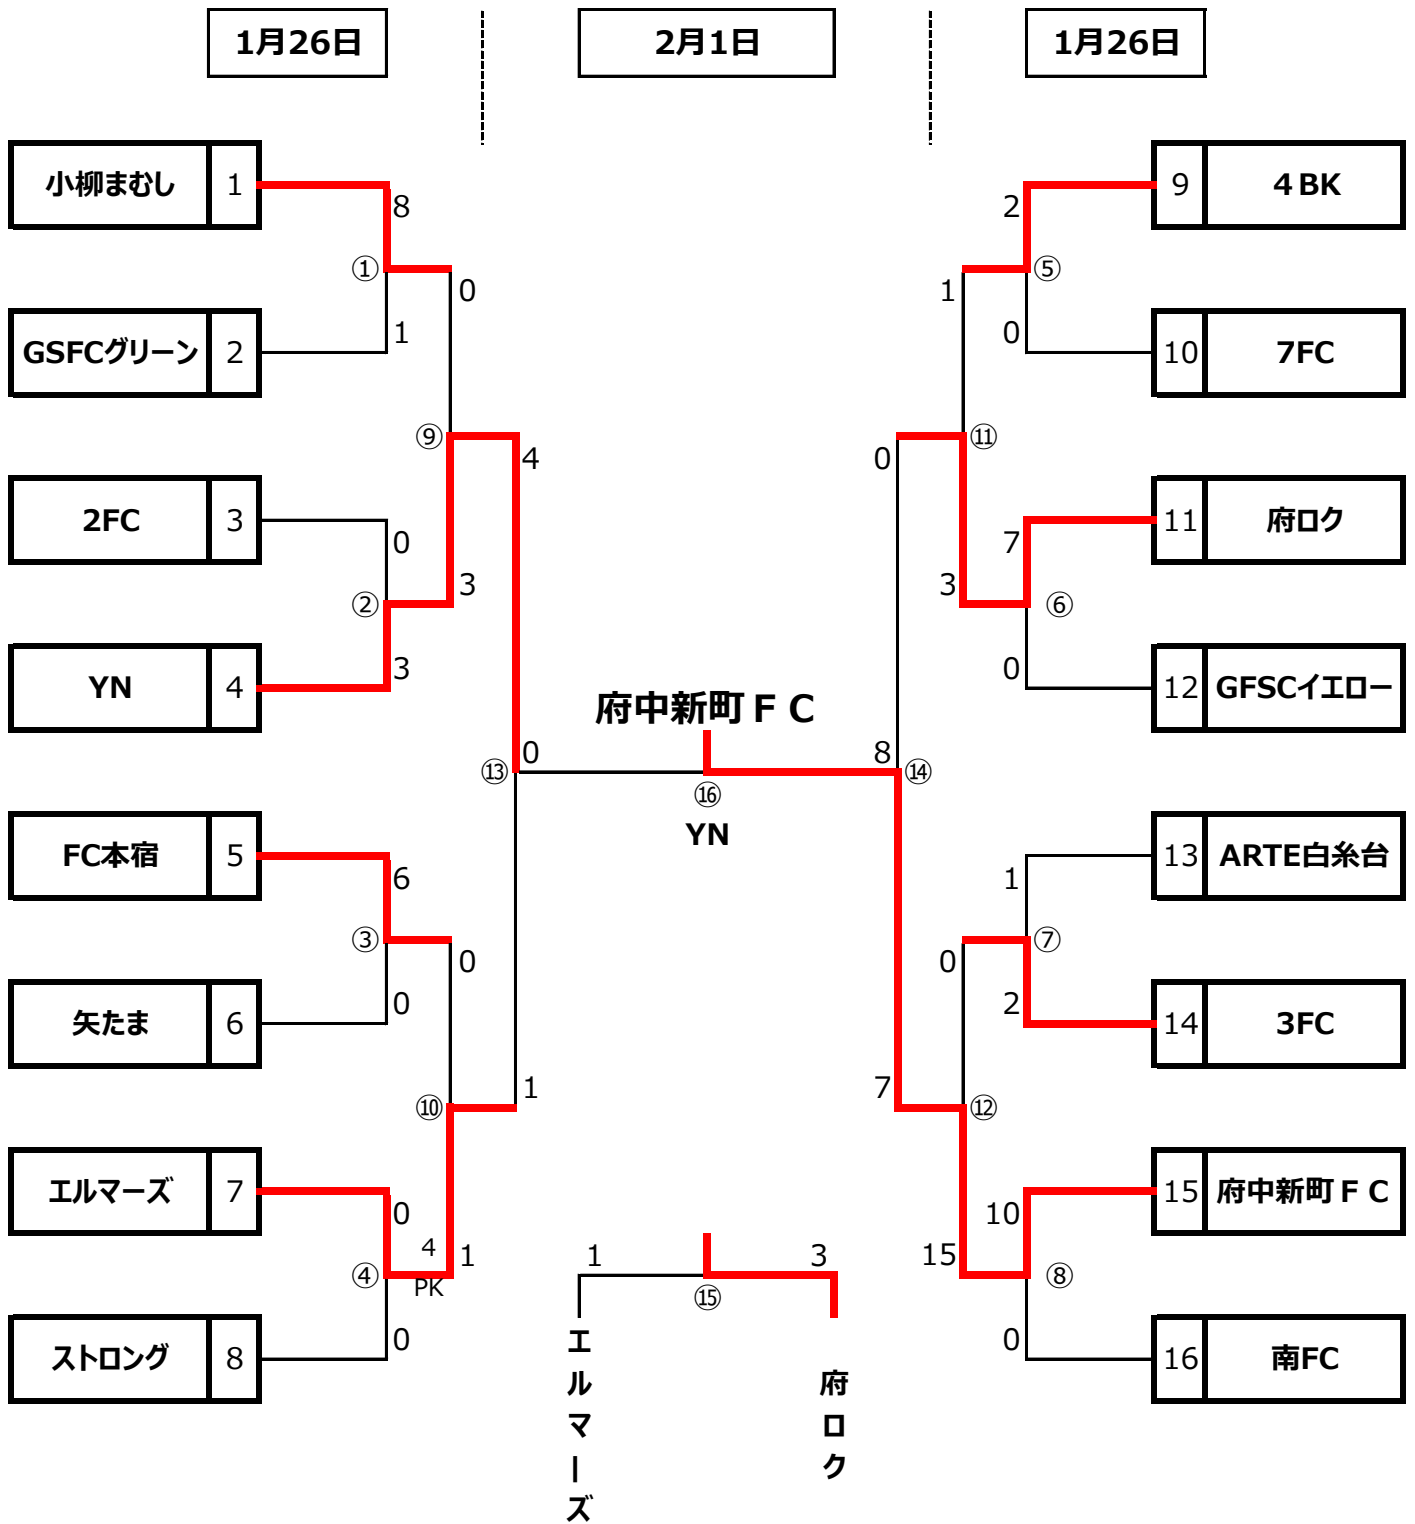 1月26日
2月1日
1月26日
小柳まむし 1
8
2
9 4BK
①
0
1
⑤
GSFCグリーン 2
1
0
10 7FC
⑨
4
0
⑪
2FC 3
0
7
11 府ロク
②
3
3
⑥
YN 4
3
0
12 GFSCイエロー
府中新町FC
⑬
0
8
⑭
⑯
YN
FC本宿 5
6
1
13 ARTE白糸台
③
0
0
⑦
矢たま 6
0
2
14 3FC
⑩
1
7
⑫
エルマーズ 7
0
10
15 府中新町FC
④
4
PK
1
1
3
15
⑧
⑮
ストロング 8
0
0
16 南FC
エルマーズ
府ロク